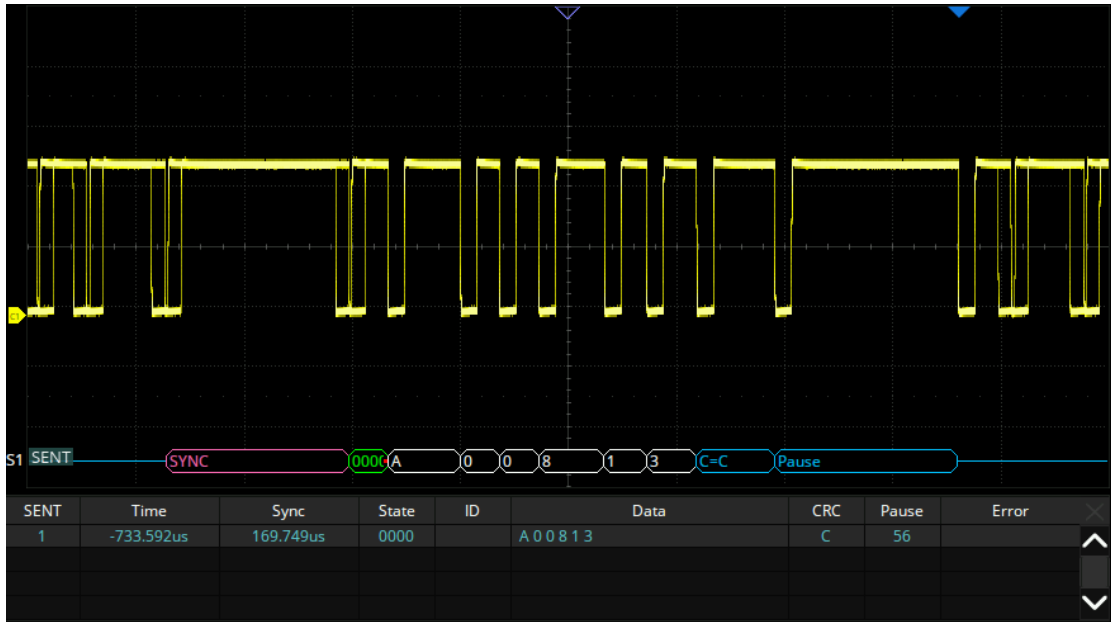 C1
S1 SENT SYNC 0000 A 0 0 8 1 3 C=C Pause
SENT Time Sync State ID Data CRC Pause Error
1 -733.592us 169.749us 0000 A 0 0 8 1 3 C 56